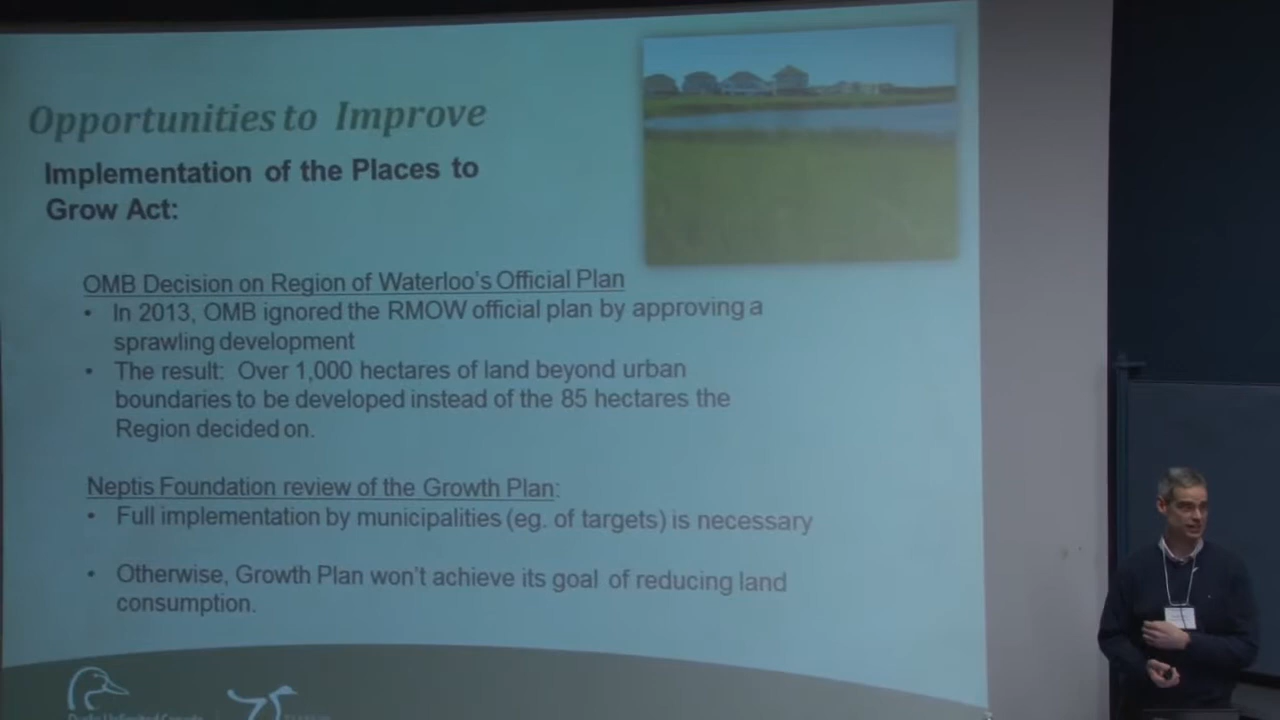 Opportunities to Improve
Implementation of the Places to
Grow Act:
OMB Decision on Region of Waterloo's Official Plan
• In 2013, OMB ignored the RMOW official plan by approving a
sprawling development
• The result: Over 1,000 hectares of land beyond urban
boundaries to be developed instead of the 85 hectares the
Region decided on.
Neptis Foundation review of the Growth Plan:
• Full implementation by municipalities (eg. of targets) is necessary
• Otherwise, Growth Plan won't achieve its goal of reducing land
consumption.